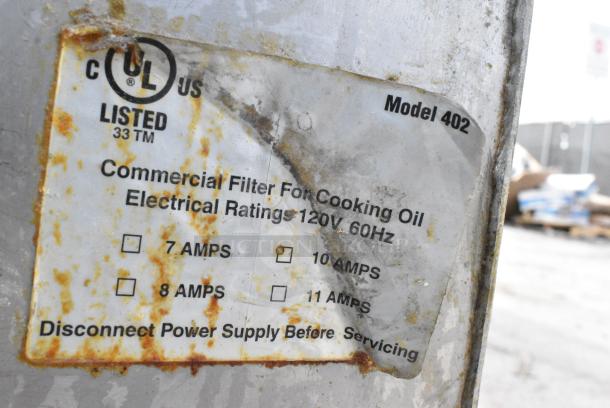 C UL ® US
LISTED
33 TM
Model 402
Commercial Filter For Cooking Oil
Electrical Ratings 120V 60Hz
7 AMPS 10 AMPS
8 AMPS 11 AMPS
Disconnect Power Supply Before Servicing